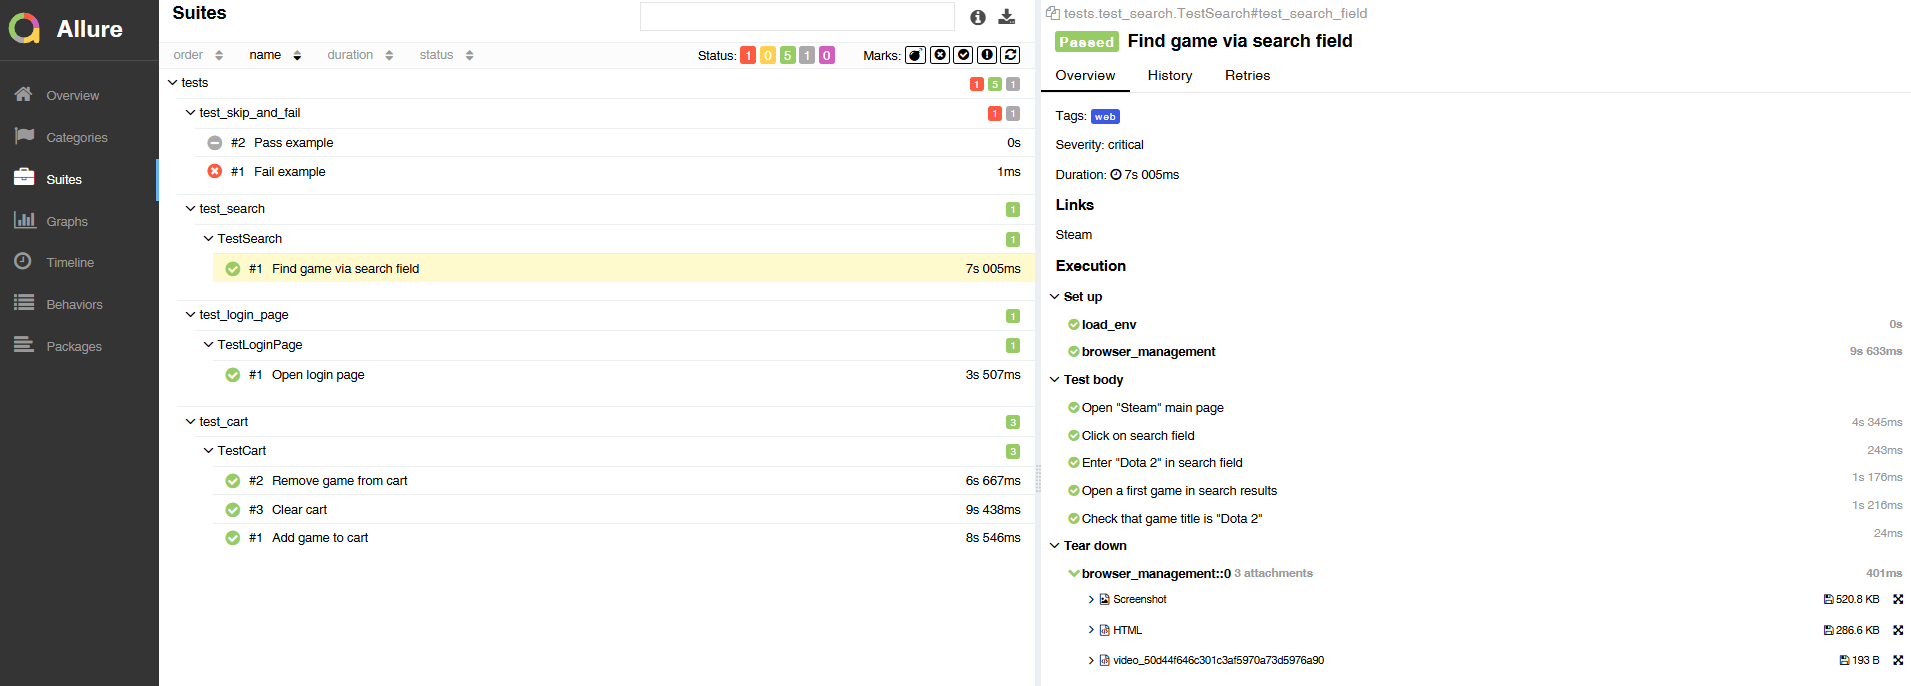 Allure
Overview
Categories
Suites
Graphs
Timeline
Behaviors
Packages
Suites
order name duration status Status: 1 0 5 1 0 Marks:
tests 1 5 1
test_skip_and_fail 1 1
#2 Pass example 0s
#1 Fail example 1ms
test_search 1
TestSearch 1
#1 Find game via search field 7s 005ms
test_login_page 1
TestLoginPage 1
#1 Open login page 3s 507ms
test_cart 3
TestCart 3
#2 Remove game from cart 6s 667ms
#3 Clear cart 9s 438ms
#1 Add game to cart 8s 546ms
tests.test_search.TestSearch#test_search_field
Passed Find game via search field
Overview History Retries
Tags: web
Severity: critical
Duration: 7s 005ms
Links
Steam
Execution
Set up
load_env 0s
browser_management 9s 633ms
Test body
Open "Steam" main page 4s 345ms
Click on search field 243ms
Enter "Dota 2" in search field 1s 176ms
Open a first game in search results 1s 216ms
Check that game title is "Dota 2" 24ms
Tear down
browser_management::0 3 attachments 401ms
Screenshot 520.8 KB
HTML 286.6 KB
video_50d44f646c301c3af5970a73d5976a90 193 B